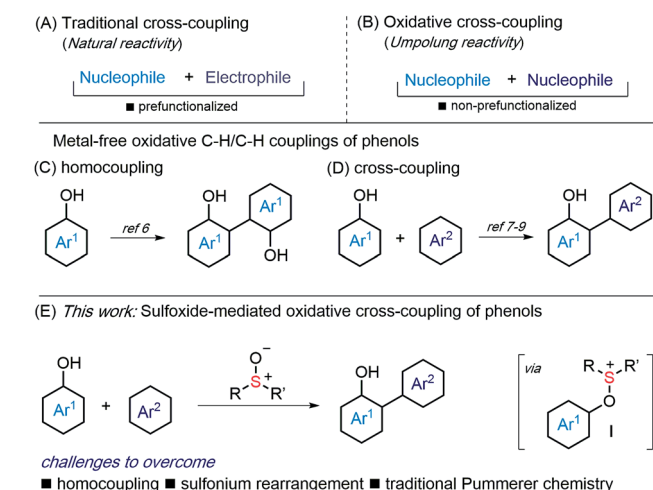 (A) Traditional cross-coupling
(Natural reactivity)
Nucleophile + Electrophile
■ prefunctionalized
(B) Oxidative cross-coupling
(Umpolung reactivity)
Nucleophile + Nucleophile
■ non-prefunctionalized
Metal-free oxidative C-H/C-H couplings of phenols
(C) homocoupling
OH
Ar¹
ref 6
OH
Ar¹
Ar¹
OH
(D) cross-coupling
OH
Ar¹
+
Ar²
ref 7-9
OH
Ar¹
Ar²
(E) This work: Sulfoxide-mediated oxidative cross-coupling of phenols
OH
Ar¹
+
Ar²
O−
R S+ R'
OH
Ar¹
Ar²
via
R S+ R'
O
Ar¹
I
challenges to overcome
■ homocoupling ■ sulfonium rearrangement ■ traditional Pummerer chemistry